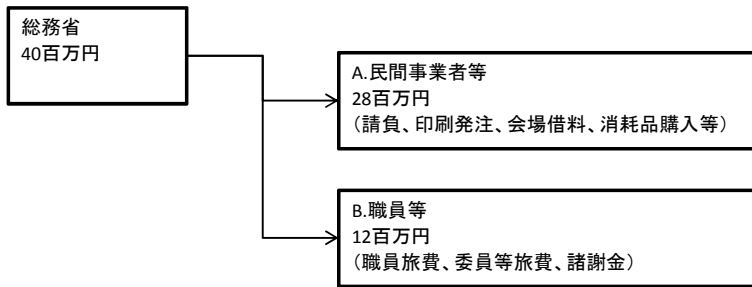 総務省
40百万円
A.民間事業者等
28百万円
（請負、印刷発注、会場借料、消耗品購入等）
B.職員等
12百万円
（職員旅費、委員等旅費、諸謝金）